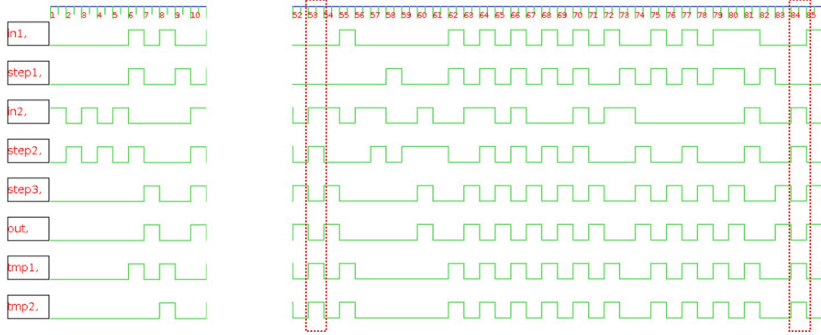 1 2 3 4 5 6 7 8 9 10 52 53 54 55 56 57 58 59 60 61 62 63 64 65 66 67 68 69 70 71 72 73 74 75 76 77 78 79 80 81 82 83 84 85
in1,
step1,
in2,
step2,
step3,
out,
tmp1,
tmp2,